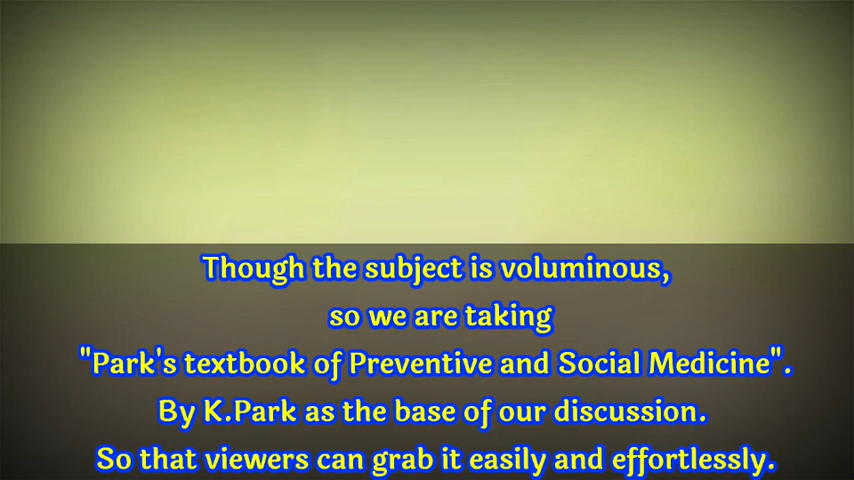 Though the subject is voluminous,
so we are taking
"Park's textbook of Preventive and Social Medicine".
By K.Park as the base of our discussion.
So that viewers can grab it easily and effortlessly.